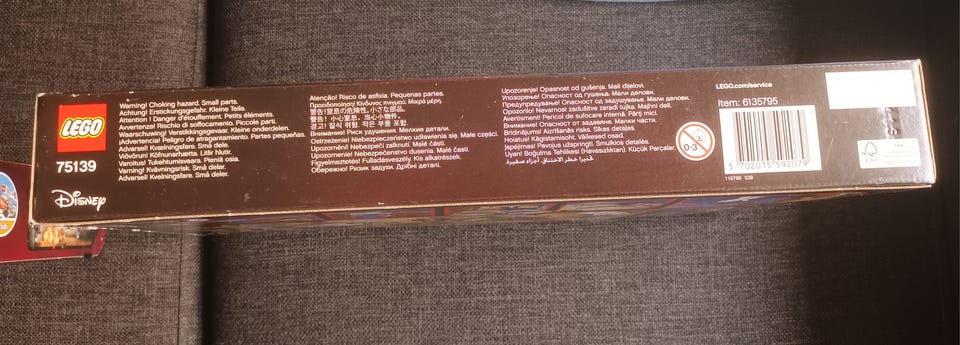 LEGO
75139
Disney
Warning! Choking hazard. Small parts.
Achtung! Erstickungsgefahr. Kleine Teile.
Attention ! Danger d'étouffement. Petits éléments.
Avvertenza! Rischio di soffocamento. Piccole parti.
Waarschuwing! Verstikkingsgevaar. Kleine onderdelen.
¡Advertencia! Peligro de atragantamiento. Partes pequeñas.
Advarsel! Kvælningsfare. Små dele.
Vöövõrun! Köfnunarhætta. Litlir hlutir.
Varoitus! Tukehtumisvaara. Pieniä osia.
Varning! Kvävningsrisk. Små delar.
Advarsel! Kvelningsfare. Små deler.
Atenção! Risco de asfixia. Pequenas partes.
Προειδοποίηση! Κίνδυνος πνιγμού. Μικρά μέρη.
警告!窒息の危険性。小さな部品。
警告!小心窒息。当心小物件。
경고! 질식 위험. 작은 부품 포함.
Внимание! Риск удушения. Мелкие детали.
Ostrzeżenie! Niebezpieczeństwo udławienia się. Małe części.
Upozornění! Nebezpečí zalknutí. Malé části.
Upozornenie! Nebezpečenstvo dusenia. Malé časti.
Figyelmeztetés! Fulladásveszély. Kis alkatrészek.
Обережно! Ризик задухи. Дрібні деталі.
Upozorenje! Opasnost od gušenja. Mali dijelovi.
Упозорење! Опасност од гушења. Мали делови.
Предупредување! Опасност од задушување. Мали делови.
Opozorilo! Nevarnost zadušitve zaradi tujka. Majhni deli.
Avertisment! Pericol de sufocare internă. Părți mici.
Внимание! Опасност от задавяне. Малки части.
Brīdinājums! Aizrīšanās risks. Sīkas detaļas.
Hoiatus! Kägistamisoht. Väikesed osad.
Įspėjimas! Pavojus užspringti. Smulkios detalės.
Uyarı! Boğulma Tehlikesi (Havasızlıktan). Küçük Parçalar.
تحذير! خطر الاختناق. أجزاء صغيرة.
0-3
LEGO.com/service
Item: 6135795
5 702015 592079
118799 539
FSC